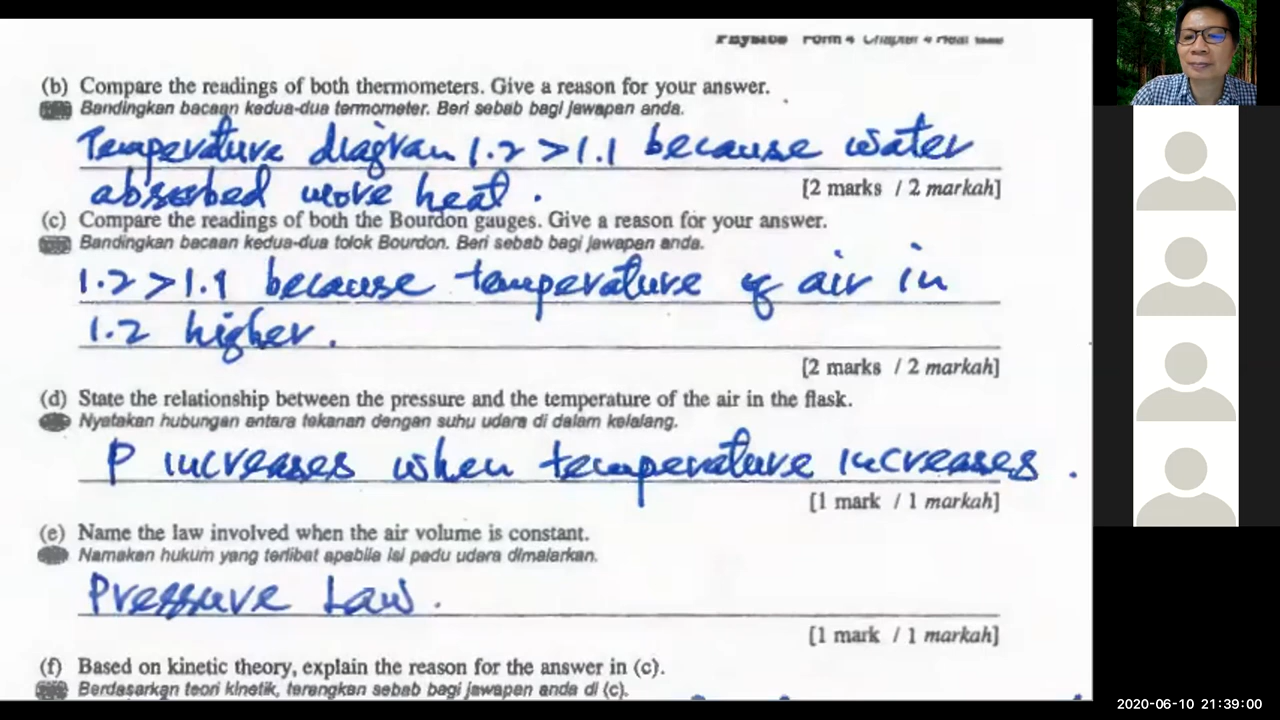 Physics Form 4 Chapter 4 Heat
(b) Compare the readings of both thermometers. Give a reason for your answer.
Bandingkan bacaan kedua-dua termometer. Beri sebab bagi jawapan anda.
Temperature diagram 1.2 > 1.1 because water
absorbed more heat.
[2 marks / 2 markah]
(c) Compare the readings of both the Bourdon gauges. Give a reason for your answer.
Bandingkan bacaan kedua-dua tolok Bourdon. Beri sebab bagi jawapan anda.
1.2 > 1.1 because temperature of air in
1.2 higher.
[2 marks / 2 markah]
(d) State the relationship between the pressure and the temperature of the air in the flask.
Nyatakan hubungan antara tekanan dengan suhu udara di dalam kelalang.
P increases when temperature increases.
[1 mark / 1 markah]
(e) Name the law involved when the air volume is constant.
Namakan hukum yang terlibat apabila isi padu udara dimalarkan.
Pressure Law.
[1 mark / 1 markah]
(f) Based on kinetic theory, explain the reason for the answer in (c).
Berdasarkan teori kinetik, terangkan sebab bagi jawapan anda di (c).
2020-06-10 21:39:00